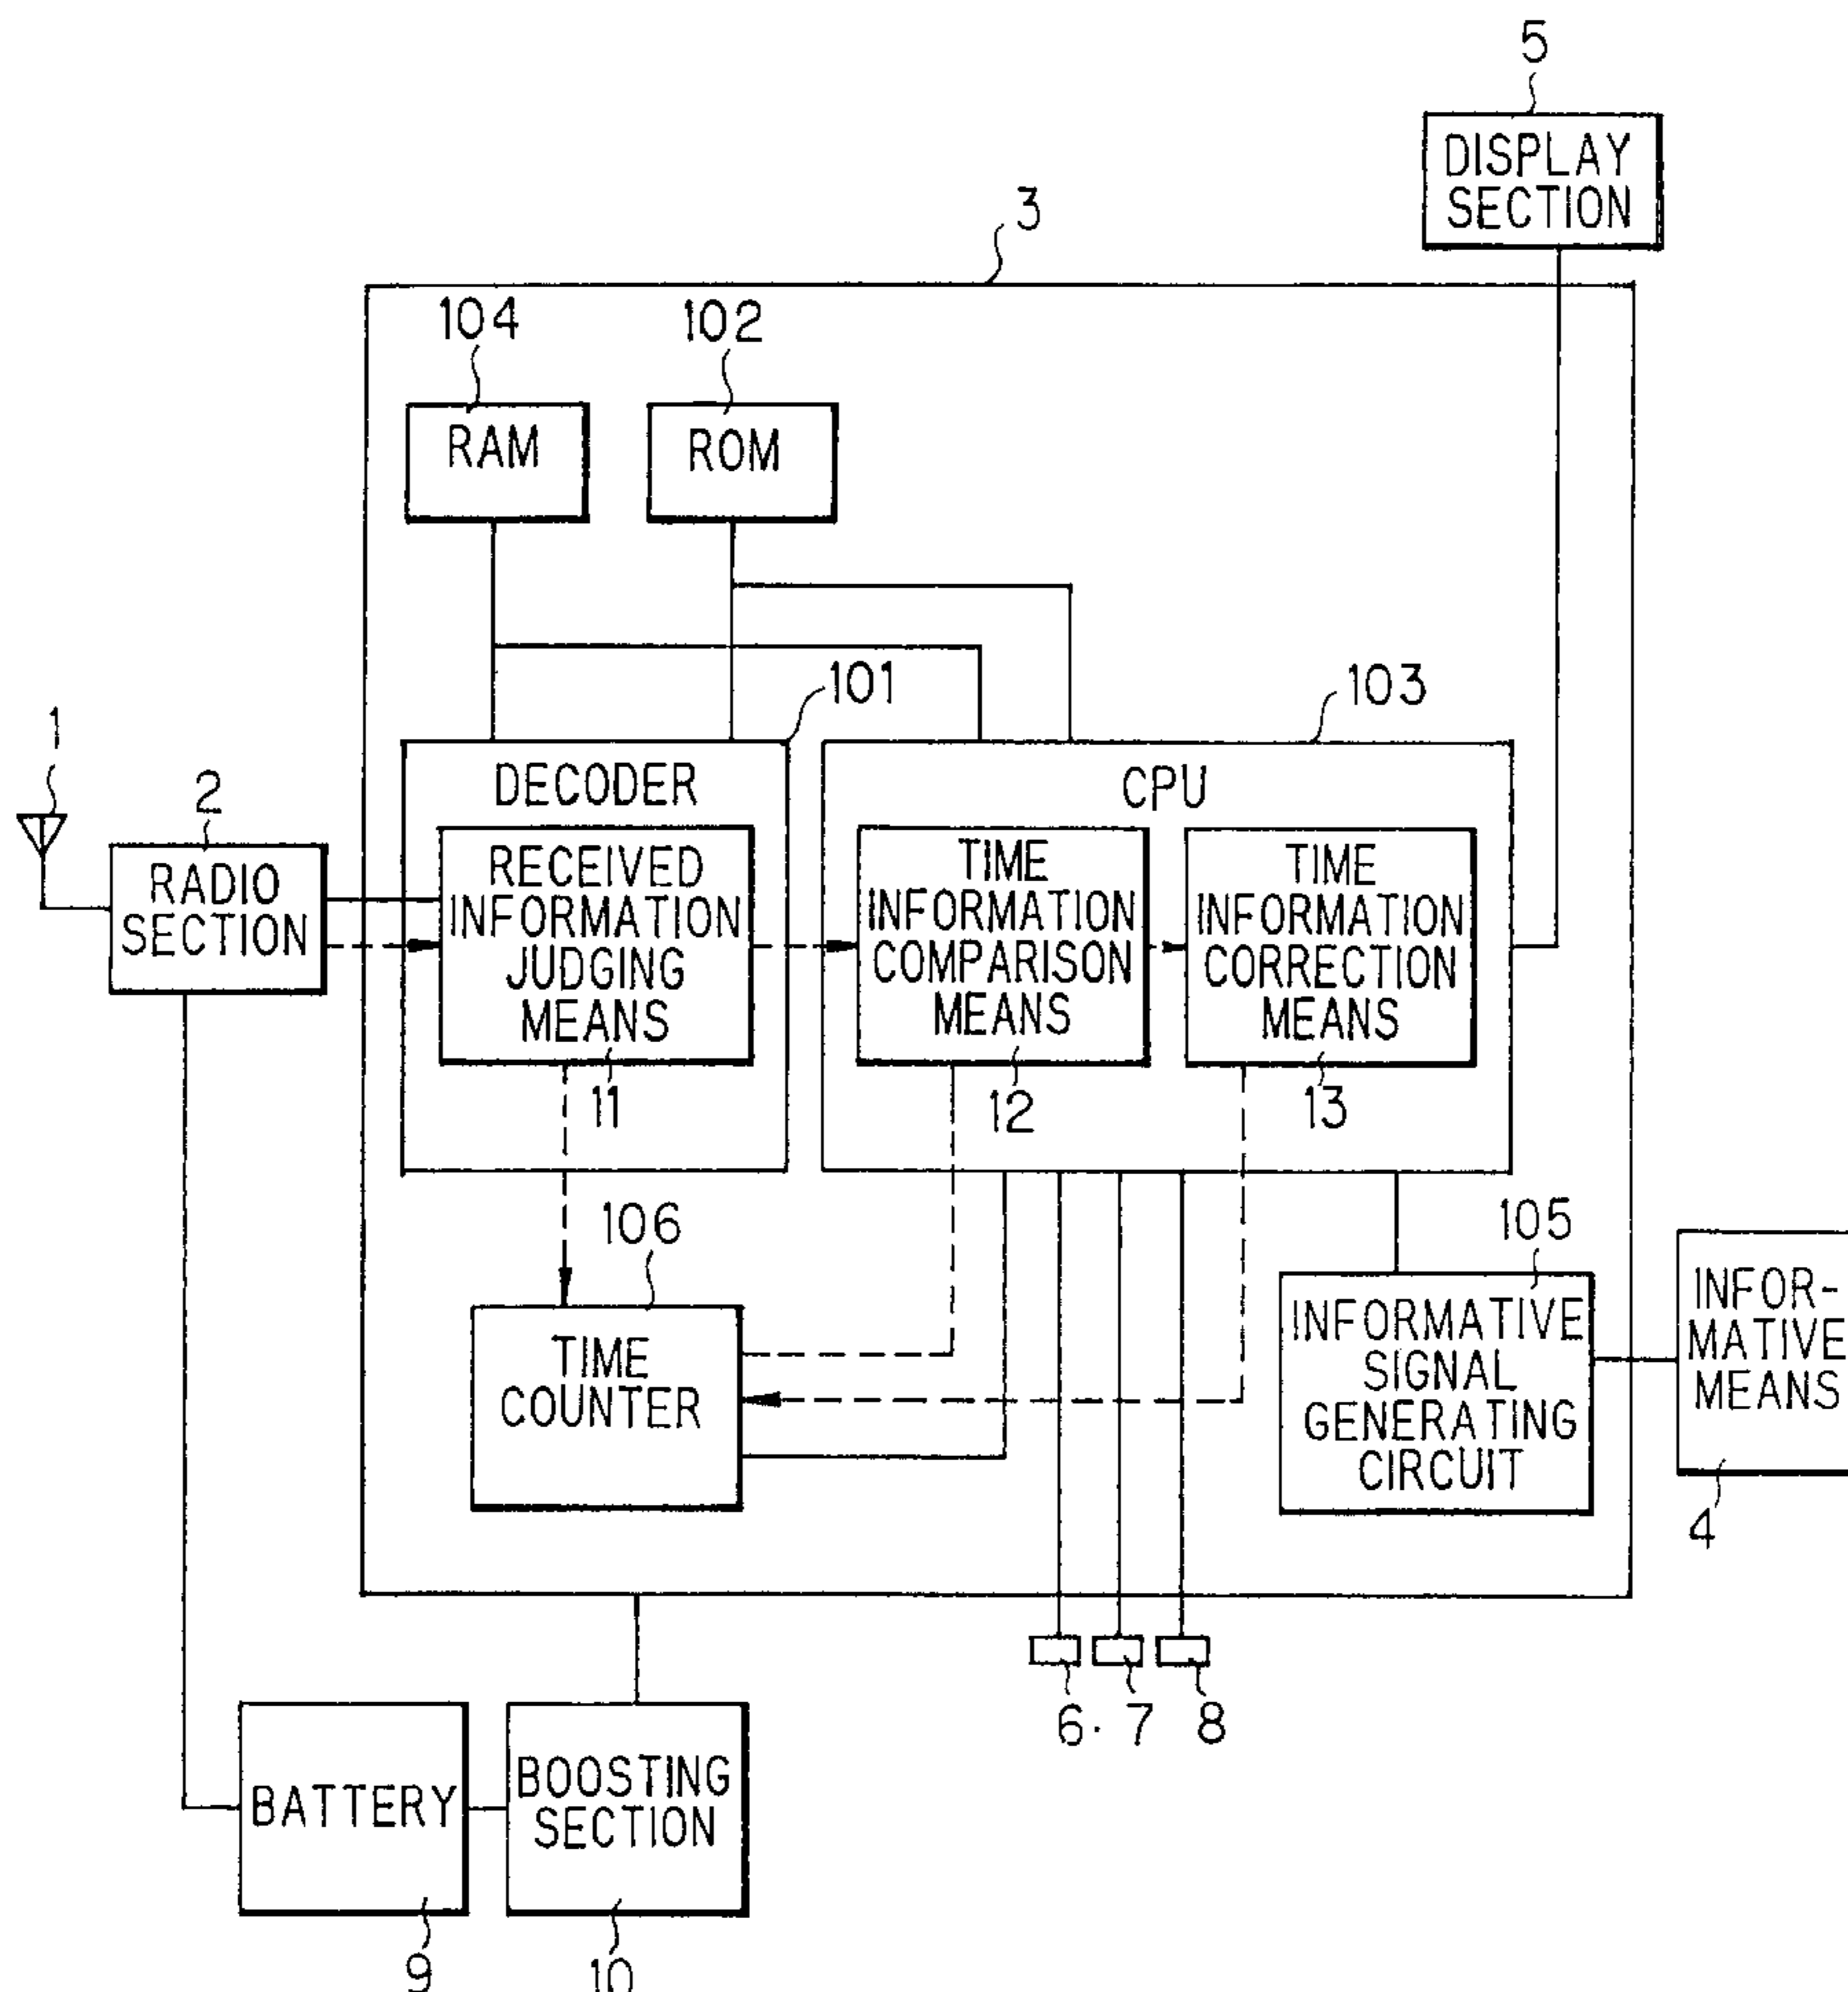 5
DISPLAY
SECTION
3
104
102
RAM
ROM
101
103
1
2
DECODER
CPU
RADIO
SECTION
RECEIVED
INFORMATION
JUDGING
MEANS
TIME
INFORMATION
COMPARISON
MEANS
TIME
INFORMATION
CORRECTION
MEANS
11
12
13
106
105
TIME
COUNTER
INFORMATIVE
SIGNAL
GENERATING
CIRCUIT
INFOR-
MATIVE
MEANS
4
6. 7 8
BATTERY
BOOSTING
SECTION
9
10